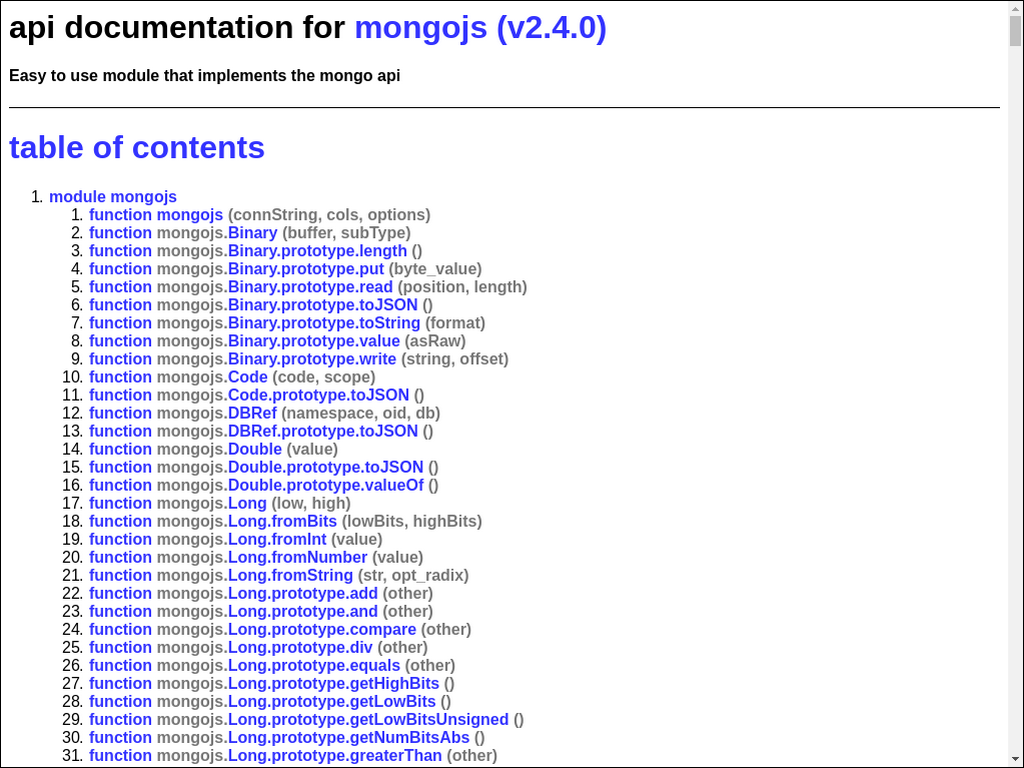 api documentation for mongojs (v2.4.0)
Easy to use module that implements the mongo api
table of contents
1. module mongojs
1. function mongojs (connString, cols, options)
2. function mongojs.Binary (buffer, subType)
3. function mongojs.Binary.prototype.length ()
4. function mongojs.Binary.prototype.put (byte_value)
5. function mongojs.Binary.prototype.read (position, length)
6. function mongojs.Binary.prototype.toJSON ()
7. function mongojs.Binary.prototype.toString (format)
8. function mongojs.Binary.prototype.value (asRaw)
9. function mongojs.Binary.prototype.write (string, offset)
10. function mongojs.Code (code, scope)
11. function mongojs.Code.prototype.toJSON ()
12. function mongojs.DBRef (namespace, oid, db)
13. function mongojs.DBRef.prototype.toJSON ()
14. function mongojs.Double (value)
15. function mongojs.Double.prototype.toJSON ()
16. function mongojs.Double.prototype.valueOf ()
17. function mongojs.Long (low, high)
18. function mongojs.Long.fromBits (lowBits, highBits)
19. function mongojs.Long.fromInt (value)
20. function mongojs.Long.fromNumber (value)
21. function mongojs.Long.fromString (str, opt_radix)
22. function mongojs.Long.prototype.add (other)
23. function mongojs.Long.prototype.and (other)
24. function mongojs.Long.prototype.compare (other)
25. function mongojs.Long.prototype.div (other)
26. function mongojs.Long.prototype.equals (other)
27. function mongojs.Long.prototype.getHighBits ()
28. function mongojs.Long.prototype.getLowBits ()
29. function mongojs.Long.prototype.getLowBitsUnsigned ()
30. function mongojs.Long.prototype.getNumBitsAbs ()
31. function mongojs.Long.prototype.greaterThan (other)